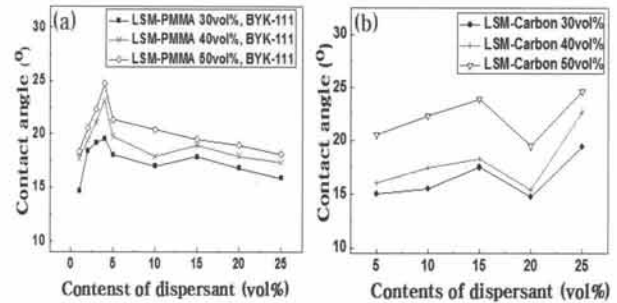 (a)
LSM-PMMA 30vol%, BYK-111
LSM-PMMA 40vol%, BYK-111
LSM-PMMA 50vol%, BYK-111
Contact angle (º)
30
25
20
15
10
0 5 10 15 20 25
Contenst of dispersant (vol%)
(b)
LSM-Carbon 30vol%
LSM-Carbon 40vol%
LSM-Carbon 50vol%
Contact angle (º)
30
25
20
15
10
5 10 15 20 25
Contents of dispersant (vol%)